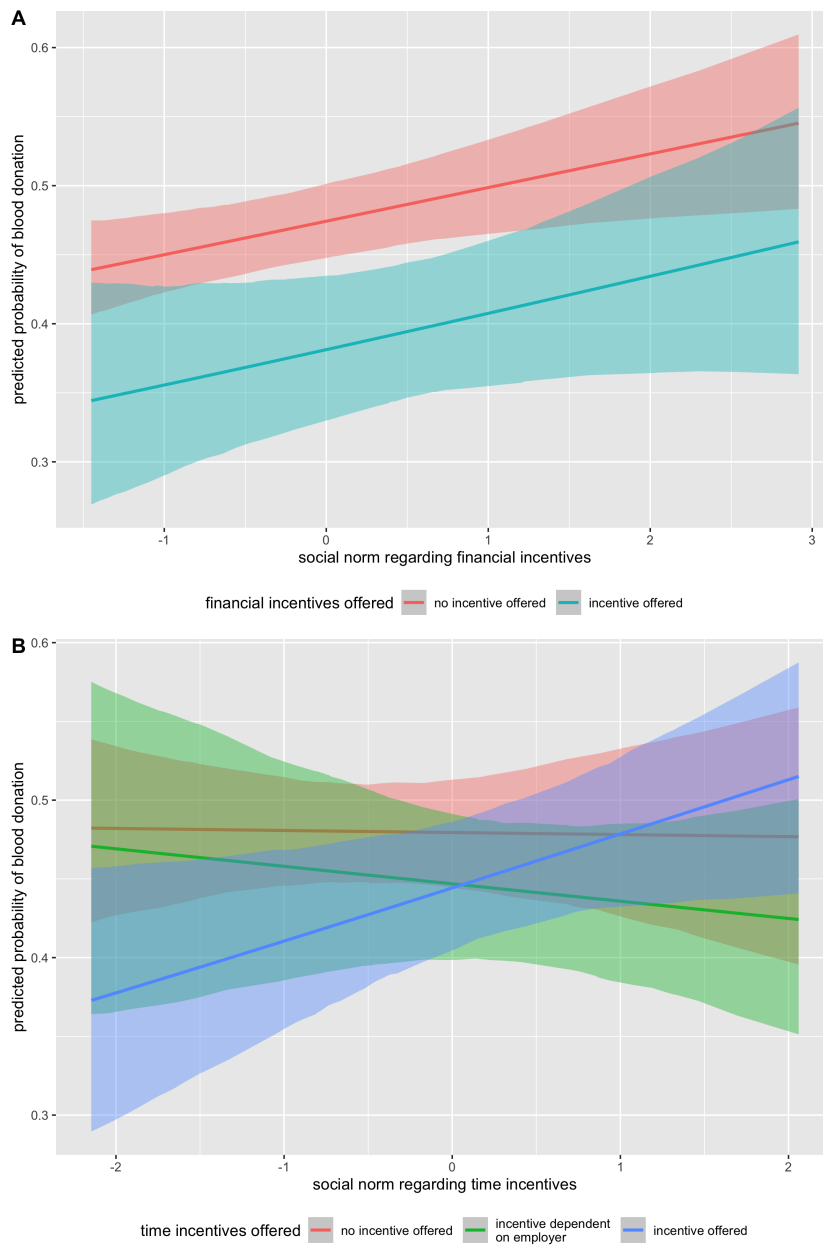 A
predicted probability of blood donation
0.6
0.5
0.4
0.3
-1
0
1
2
3
social norm regarding financial incentives
financial incentives offered
no incentive offered
incentive offered
B
predicted probability of blood donation
0.6
0.5
0.4
0.3
-2
-1
0
1
2
social norm regarding time incentives
time incentives offered
no incentive offered
incentive dependent
on employer
incentive offered